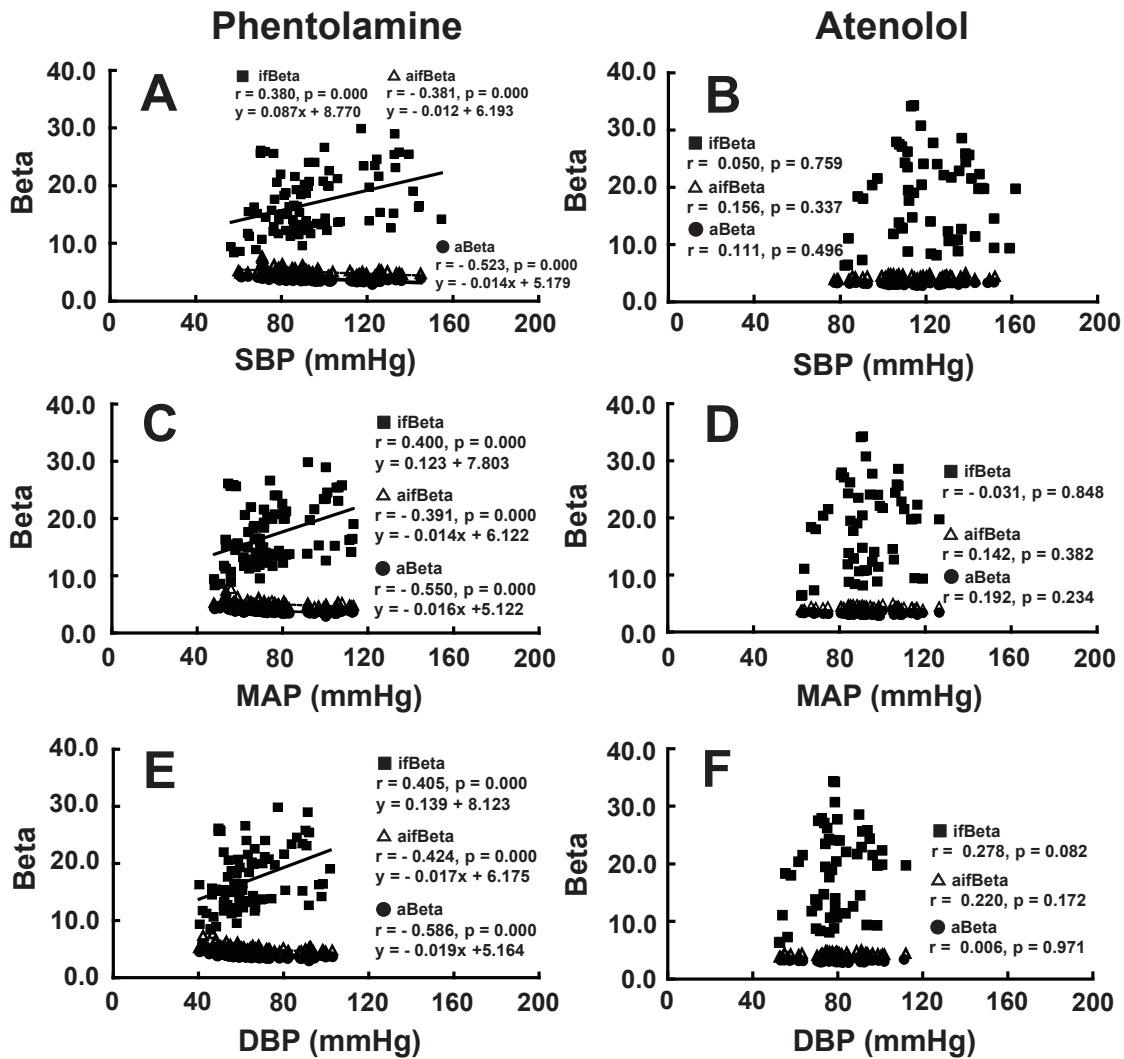 Phentolamine
Atenolol
A
40.0
30.0
20.0
10.0
0.0
Beta
ifBeta
r = 0.380, p = 0.000
y = 0.087x + 8.770
aifBeta
r = - 0.381, p = 0.000
y = - 0.012 + 6.193
aBeta
r = - 0.523, p = 0.000
y = - 0.014x + 5.179
0 40 80 120 160 200
SBP (mmHg)
B
40.0
30.0
20.0
10.0
0.0
Beta
ifBeta
r = 0.050, p = 0.759
aifBeta
r = 0.156, p = 0.337
aBeta
r = 0.111, p = 0.496
0 40 80 120 160 200
SBP (mmHg)
C
40.0
30.0
20.0
10.0
0.0
Beta
ifBeta
r = 0.400, p = 0.000
y = 0.123 + 7.803
aifBeta
r = - 0.391, p = 0.000
y = - 0.014x + 6.122
aBeta
r = - 0.550, p = 0.000
y = - 0.016x +5.122
0 40 80 120 160 200
MAP (mmHg)
D
40.0
30.0
20.0
10.0
0.0
Beta
ifBeta
r = - 0.031, p = 0.848
aifBeta
r = 0.142, p = 0.382
aBeta
r = 0.192, p = 0.234
0 40 80 120 160 200
MAP (mmHg)
E
40.0
30.0
20.0
10.0
0.0
Beta
ifBeta
r = 0.405, p = 0.000
y = 0.139 + 8.123
aifBeta
r = - 0.424, p = 0.000
y = - 0.017x + 6.175
aBeta
r = - 0.586, p = 0.000
y = - 0.019x +5.164
0 40 80 120 160 200
DBP (mmHg)
F
40.0
30.0
20.0
10.0
0.0
Beta
ifBeta
r = 0.278, p = 0.082
aifBeta
r = 0.220, p = 0.172
aBeta
r = 0.006, p = 0.971
0 40 80 120 160 200
DBP (mmHg)